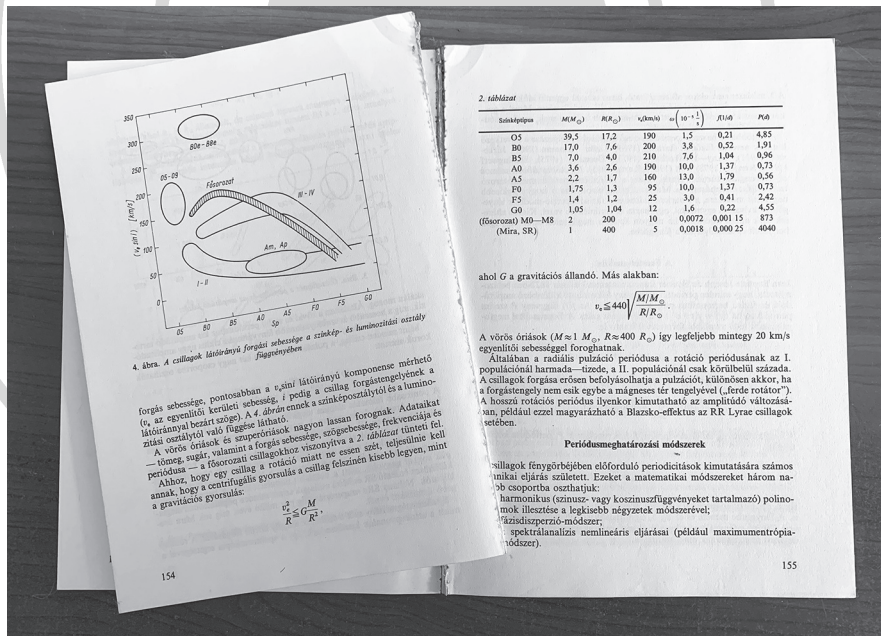 350
300
250
200
150
100
50
0
(vₑ sin i) [km/s]
B0e-B8e
O5-O9
Fősorozat
III-IV
Am, Ap
I-II
O5 B0 B5 A0 A5 F0 F5 G0
Sp
4. ábra. A csillagok látóirányú forgási sebessége a színkép- és luminozitási osztály
függvényében
forgás sebessége, pontosabban a vₑsini látóirányú komponense mérhető
(vₑ az egyenlítői kerületi sebesség, i pedig a csillag forgástengelyének a
látóiránnyal bezárt szöge). A 4. ábrán ennek a színképosztálytól és a lumino-
zitási osztálytól való függése látható.
A vörös óriások és szuperóriások nagyon lassan forognak. Adataikat
— tömeg, sugár, valamint a forgás sebessége, szögsebessége, frekvenciája és
periódusa — a fősorozati csillagokhoz viszonyítva a 2. táblázat tünteti fel.
Ahhoz, hogy egy csillag a rotáció miatt ne essen szét, teljesülnie kell
annak, hogy a centrifugális gyorsulás a csillag felszínén kisebb legyen, mint
a gravitációs gyorsulás:
vₑ²/R ≦ G M/R²,
154
2. táblázat
Színképtípus M(M☉) R(R☉) vₑ(km/s) ω(10⁻⁵ 1/s) f(1/d) P(d)
O5 39,5 17,2 190 1,5 0,21 4,85
B0 17,0 7,6 200 3,8 0,52 1,91
B5 7,0 4,0 210 7,6 1,04 0,96
A0 3,6 2,6 190 10,0 1,37 0,73
A5 2,2 1,7 160 13,0 1,79 0,56
F0 1,75 1,3 95 10,0 1,37 0,73
F5 1,4 1,2 25 3,0 0,41 2,42
G0 1,05 1,04 12 1,6 0,22 4,55
(fősorozat) M0—M8 2 200 10 0,0072 0,001 15 873
(Mira, SR) 1 400 5 0,0018 0,000 25 4040
ahol G a gravitációs állandó. Más alakban:
vₑ ≦ 440 √(M/M☉ / R/R☉).
A vörös óriások (M≈1 M☉, R≈400 R☉) így legfeljebb mintegy 20 km/s
egyenlítői sebességgel foroghatnak.
Általában a radiális pulzáció periódusa a rotáció periódusának az I.
populációnál harmada—tizede, a II. populációnál csak körülbelül százada.
A csillagok forgása erősen befolyásolhatja a pulzációt, különösen akkor, ha
a forgástengely nem esik egybe a mágneses tér tengelyével („ferde rotátor”).
A hosszú rotációs periódus ilyenkor kimutatható az amplitúdó változásá-
ban, például ezzel magyarázható a Blazsko-effektus az RR Lyrae csillagok
esetében.
Periódusmeghatározási módszerek
csillagok fénygörbéjében előforduló periodicitások kimutatására számos
eljárás született. Ezeket a matematikai módszereket három na-
csoportba oszthatjuk:
harmonikus (szinusz- vagy koszinuszfüggvényeket tartalmazó) polino-
mok illesztése a legkisebb négyzetek módszerével;
fázisdiszperzió-módszer;
spektrálanalízis nemlineáris eljárásai (például maximumentrópia-
módszer).
155